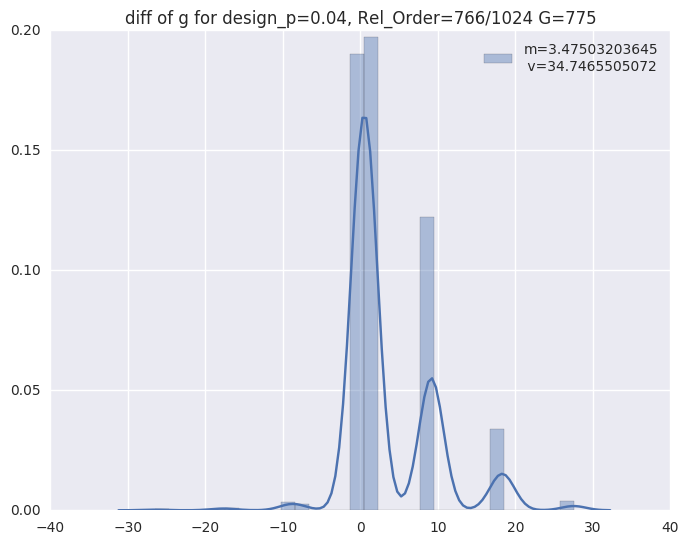 diff of g for design_p=0.04, Rel_Order=766/1024 G=775
0.20
m=3.47503203645
v=34.7465505072
0.15
0.10
0.05
0.00
−40 −30 −20 −10 0 10 20 30 40